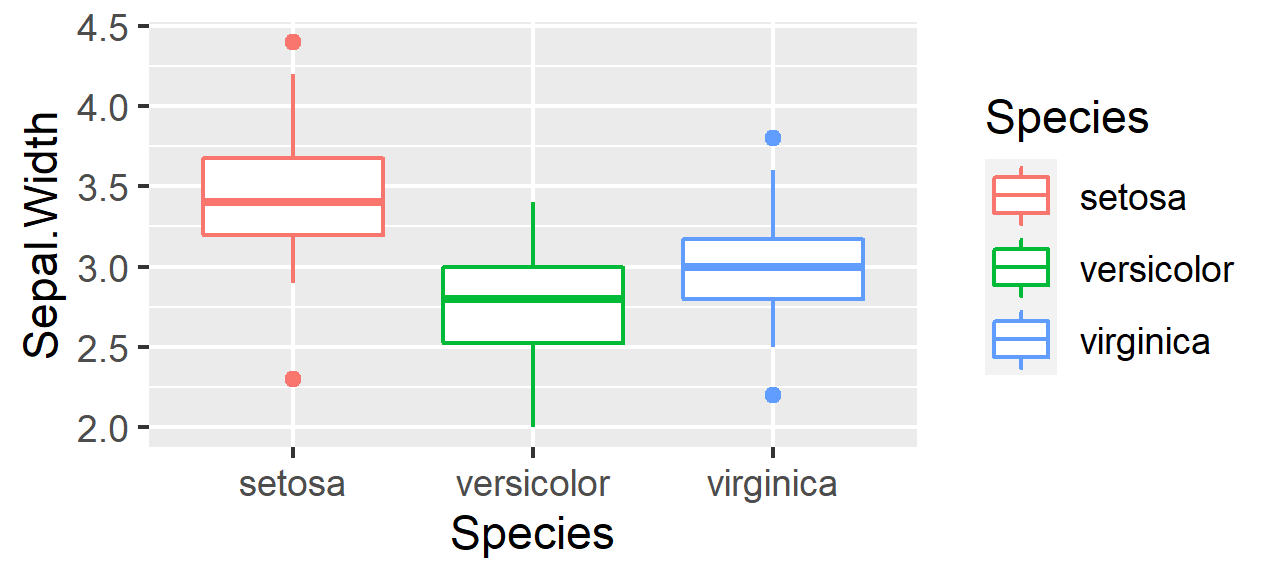 Sepal.Width
4.5
4.0
3.5
3.0
2.5
2.0
setosa versicolor virginica
Species
Species
setosa
versicolor
virginica